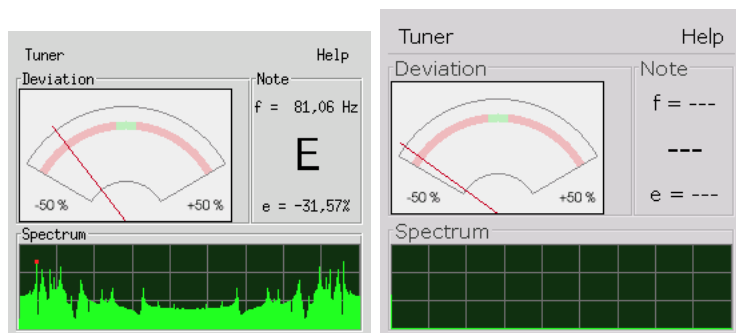 Tuner Help
Deviation Note
f = 81,06 Hz
E
-50 % +50 % e = -31,57%
Spectrum
Tuner Help
Deviation Note
f = ---
---
-50 % +50 % e = ---
Spectrum